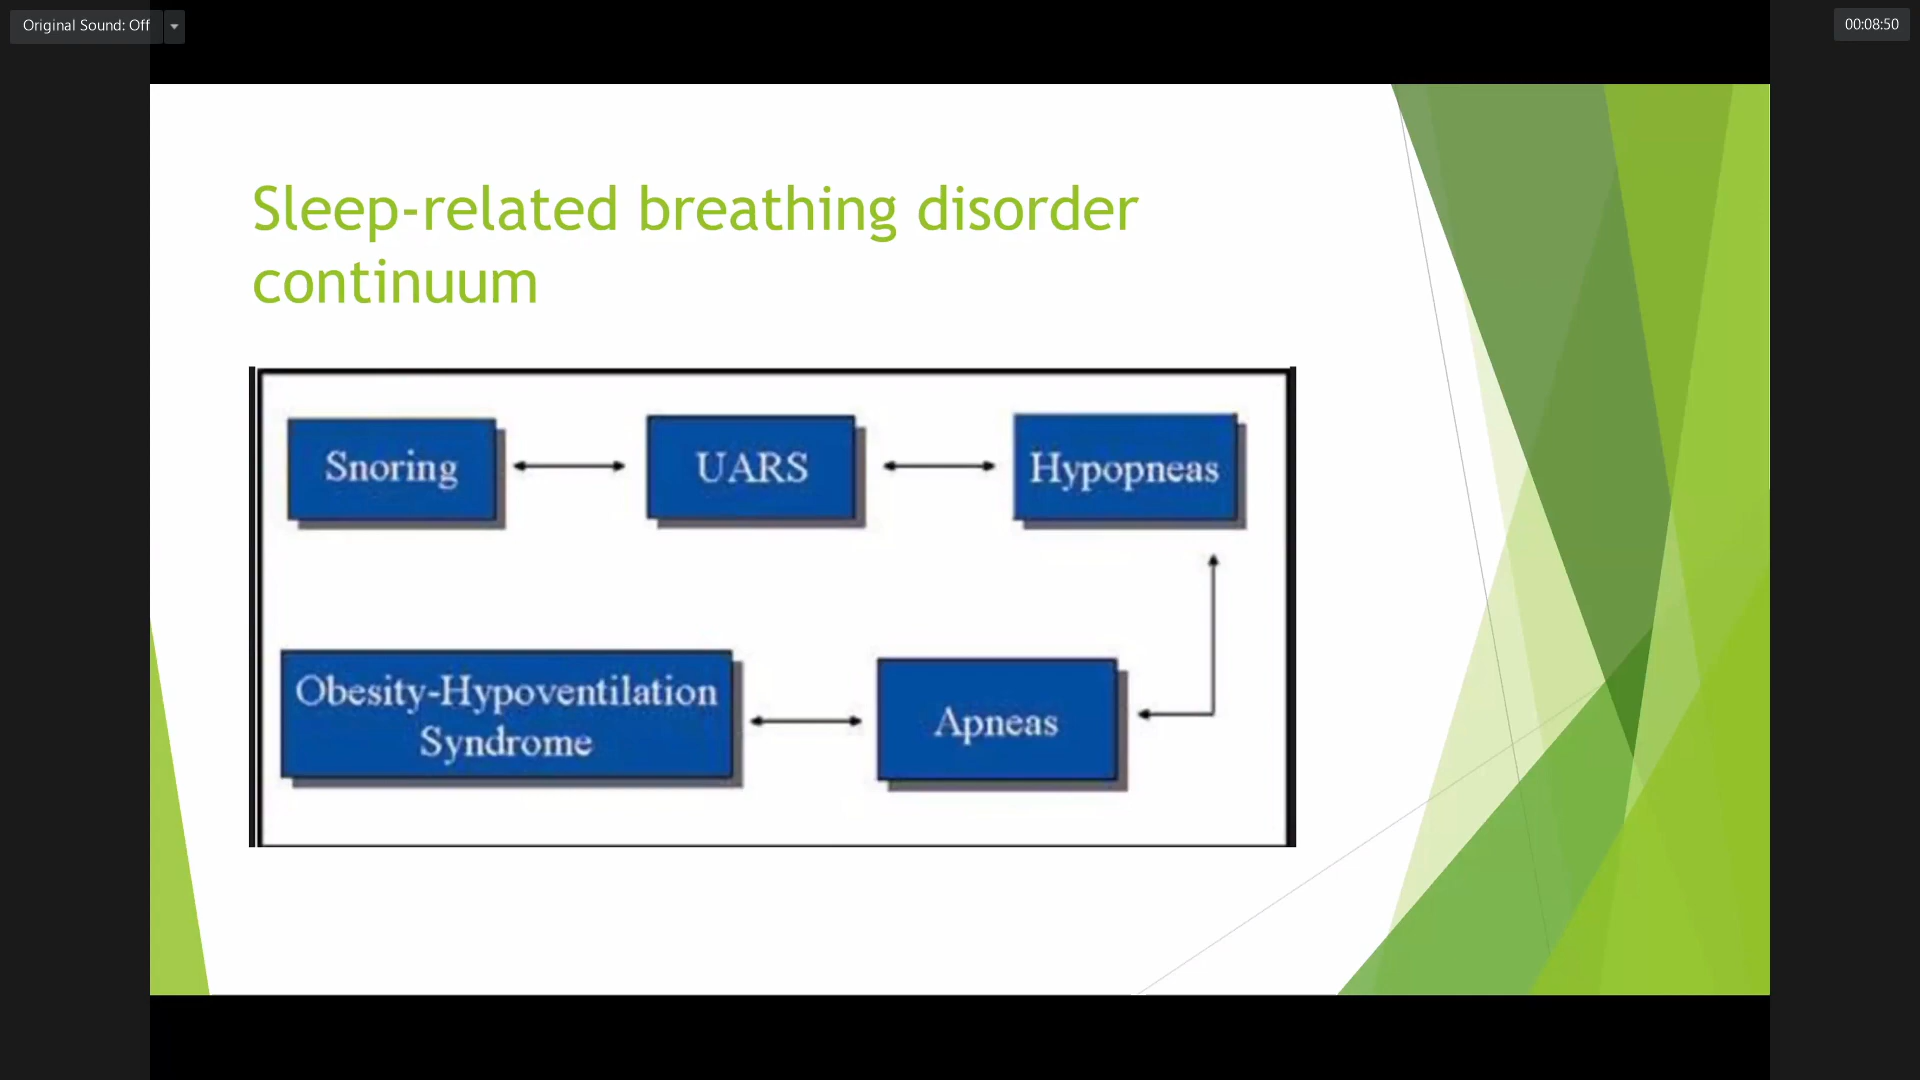 Original Sound: Off
00:08:50
Sleep-related breathing disorder
continuum
Snoring
UARS
Hypopneas
Obesity-Hypoventilation
Syndrome
Apneas